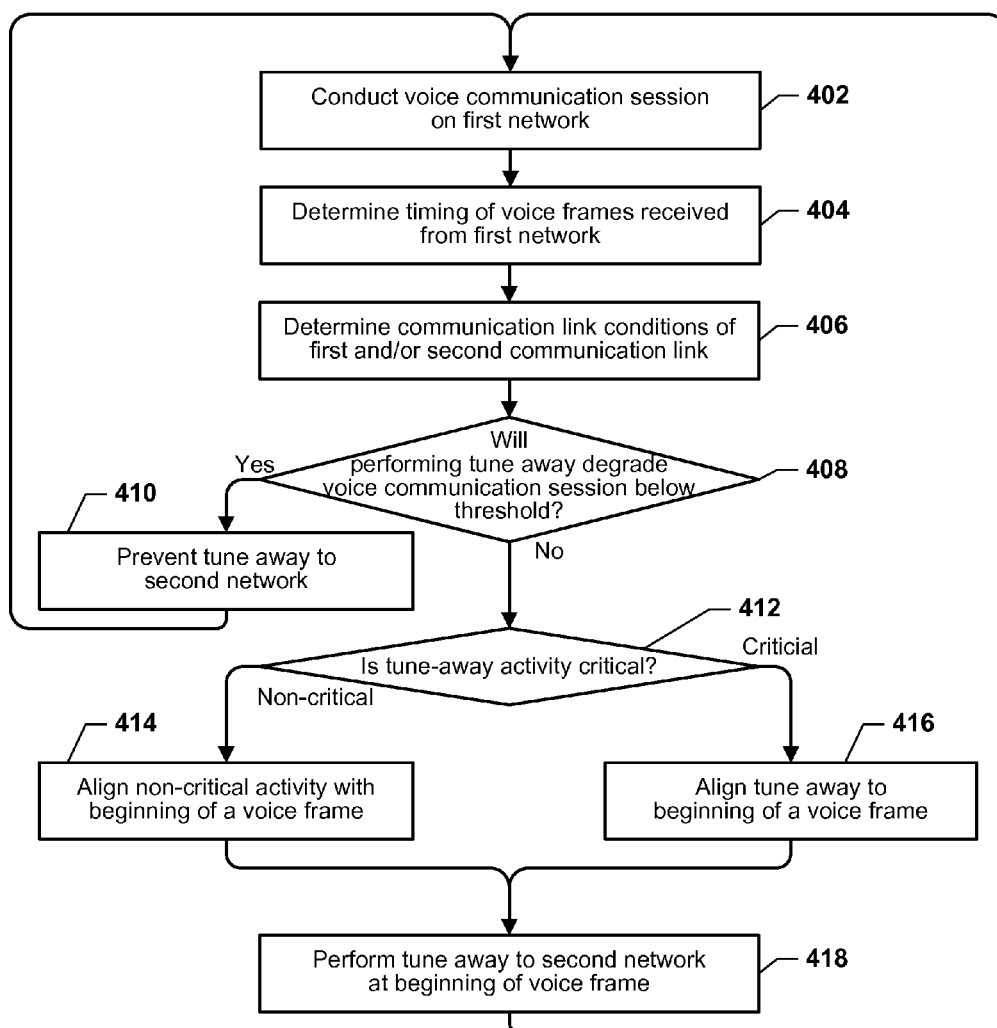 Conduct voice communication session
on first network
402
Determine timing of voice frames received
from first network
404
Determine communication link conditions of
first and/or second communication link
406
Will
performing tune away degrade
voice communication session below
threshold?
408
Yes
No
410
Prevent tune away to
second network
412
Is tune-away activity critical?
Criticial
Non-critical
414
Align non-critical activity with
beginning of a voice frame
416
Align tune away to
beginning of a voice frame
Perform tune away to second network
at beginning of voice frame
418